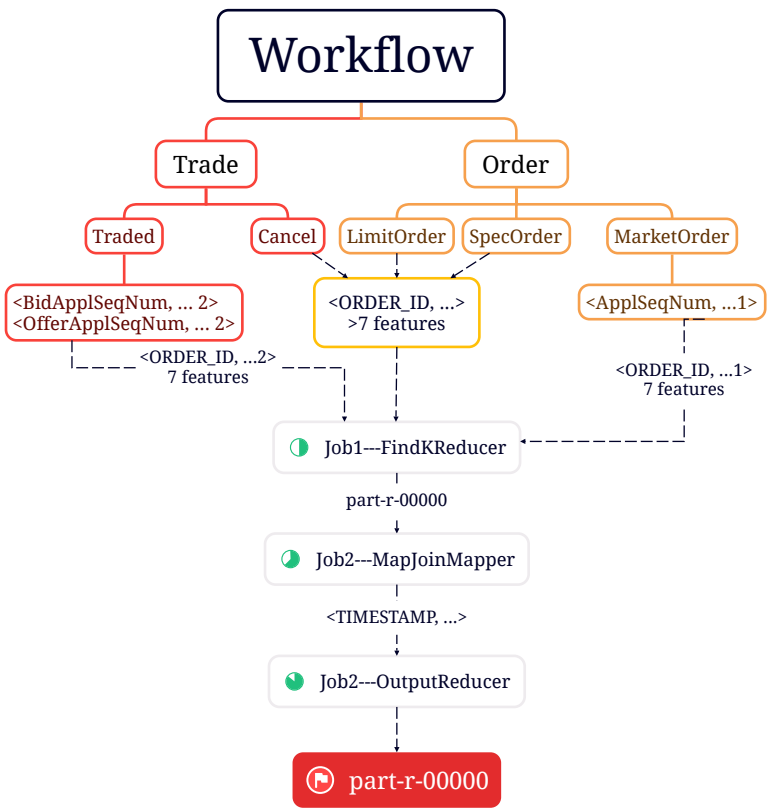 Workflow
Trade
Order
Traded
Cancel
LimitOrder
SpecOrder
MarketOrder
<BidApplSeqNum, ... 2>
<OfferApplSeqNum, ... 2>
<ORDER_ID, ...>
>7 features
<ApplSeqNum, ...1>
<ORDER_ID, ...2>
7 features
<ORDER_ID, ...1>
7 features
Job1---FindKReducer
part-r-00000
Job2---MapJoinMapper
<TIMESTAMP, ...>
Job2---OutputReducer
part-r-00000